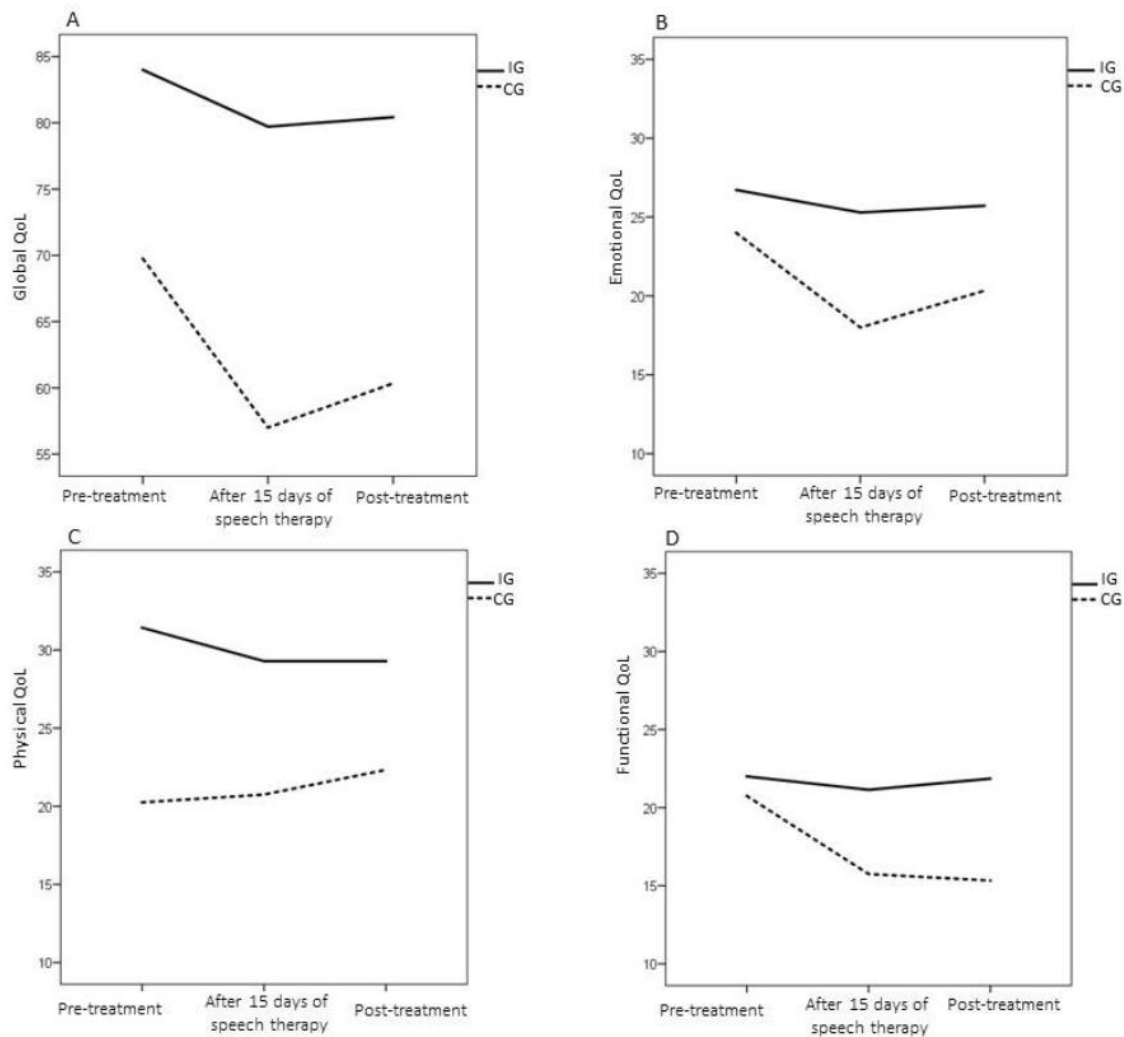 A
Global QoL
85
80
75
70
65
60
55
IG
CG
Pre-treatment
After 15 days of
speech therapy
Post-treatment
B
Emotional QoL
35
30
25
20
15
10
IG
CG
Pre-treatment
After 15 days of
speech therapy
Post-treatment
C
Physical QoL
35
30
25
20
15
10
IG
CG
Pre-treatment
After 15 days of
speech therapy
Post-treatment
D
Functional QoL
35
30
25
20
15
10
IG
CG
Pre-treatment
After 15 days of
speech therapy
Post-treatment